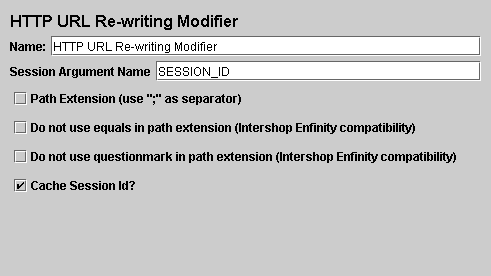 HTTP URL Re-writing Modifier
Name: HTTP URL Re-writing Modifier
Session Argument Name SESSION_ID
Path Extension (use ";" as separator)
Do not use equals in path extension (Intershop Enfinity compatibility)
Do not use questionmark in path extension (Intershop Enfinity compatibility)
Cache Session Id?